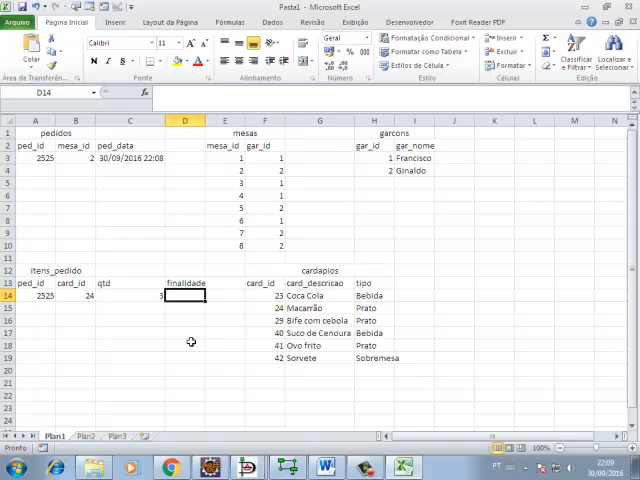 Pasta1 - Microsoft Excel
Arquivo Página Inicial Inserir Layout da Página Fórmulas Dados Revisão Exibição Desenvolvedor Foxit Reader PDF
Colar
Calibri 11
N I S
Geral
Formatação Condicional
Formatar como Tabela
Estilos de Célula
Inserir
Excluir
Formatar
Classificar e Filtrar
Localizar e Selecionar
Área de Transferên... Fonte Alinhamento Número Estilo Células Edição
D14 fx
A B C D E F G H I J K L M N
1 pedidos mesas garcons
2 ped_id mesa_id ped_data mesa_id gar_id gar_id gar_nome
3 2525 2 30/09/2016 22:08 1 1 1 Francisco
4 2 2 2 Ginaldo
5 3 1
6 4 1
7 5 2
8 6 1
9 7 2
10 8 2
11
12 itens_pedido cardapios
13 ped_id card_id qtd finalidade card_id card_descricao tipo
14 2525 24 3 23 Coca Cola Bebida
15 24 Macarrão Prato
16 29 Bife com cebola Prato
17 40 Suco de Cenoura Bebida
18 41 Ovo frito Prato
19 42 Sorvete Sobremesa
20
21
22
23
24
Plan1 Plan2 Plan3
Pronto 100%
PT 22:09
30/09/2016